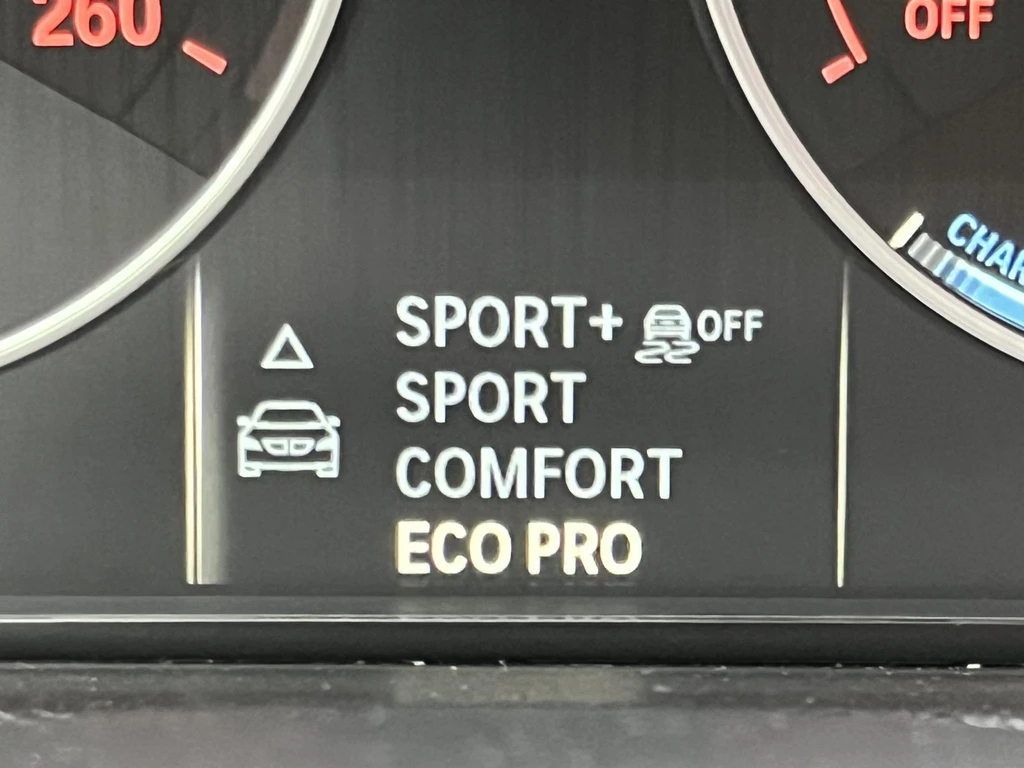 260
OFF
CHAR
SPORT+ OFF
SPORT
COMFORT
ECO PRO